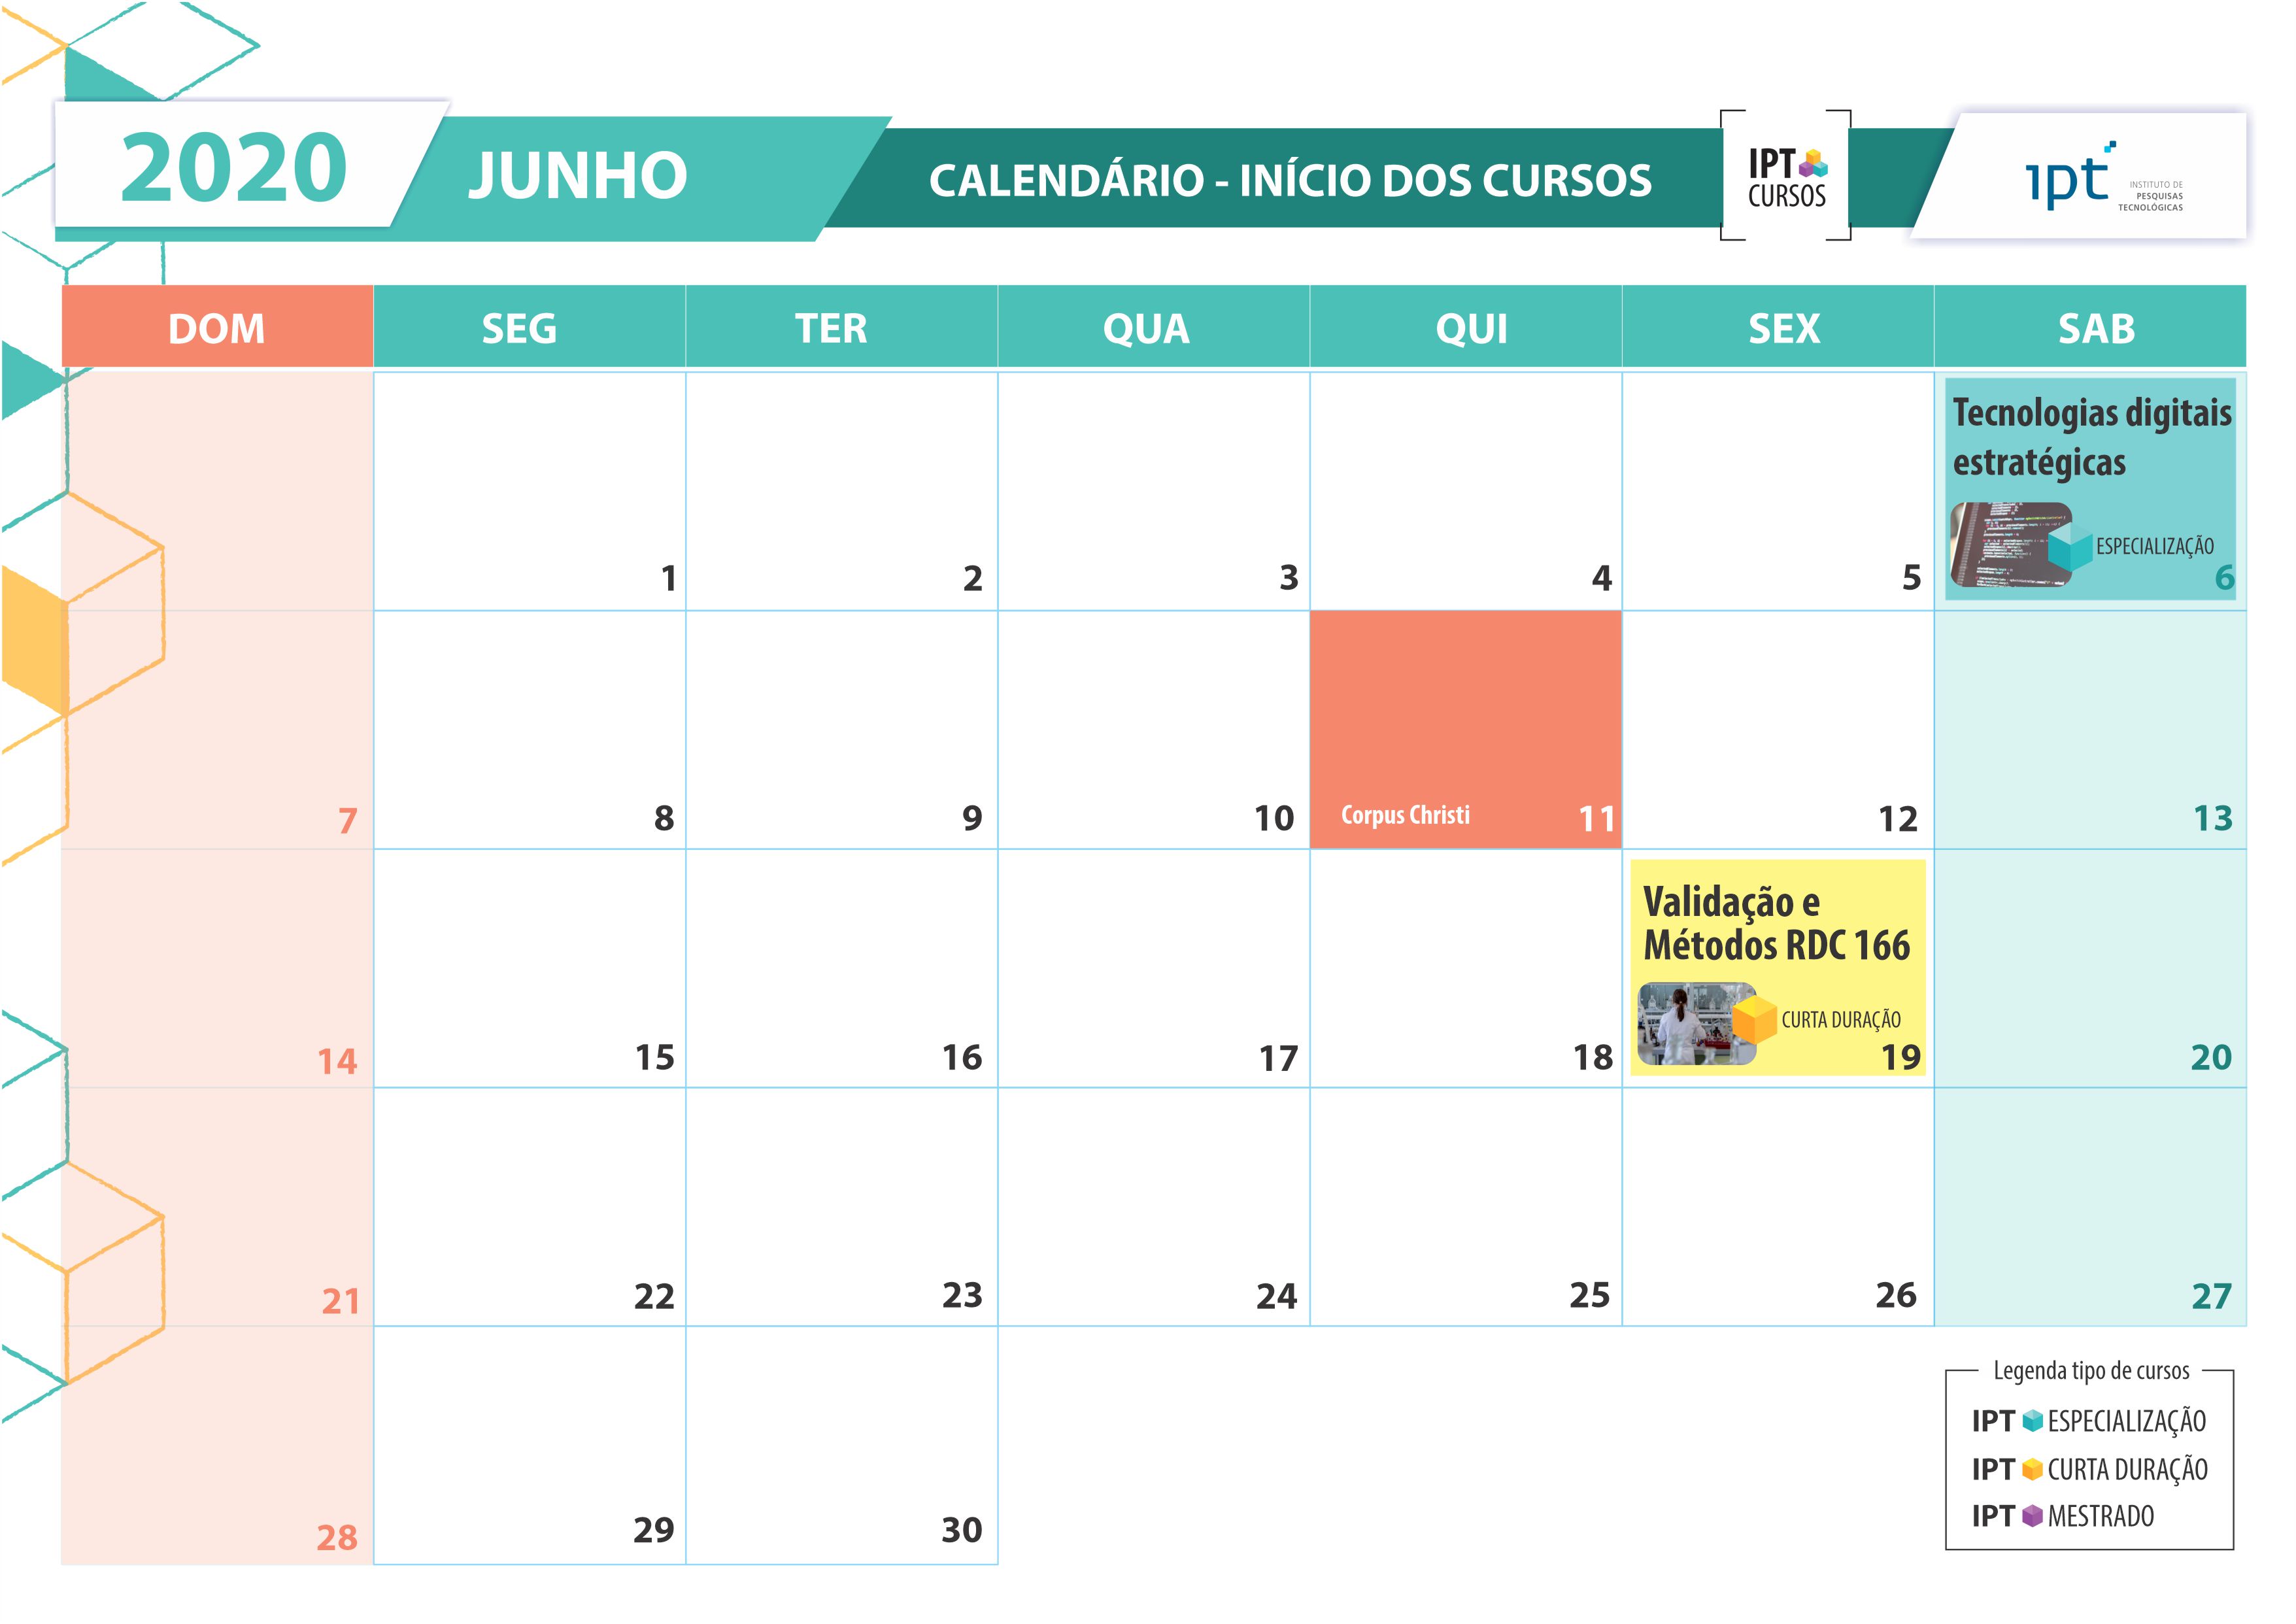 2020
JUNHO
CALENDÁRIO - INÍCIO DOS CURSOS
IPT
CURSOS
ipt
INSTITUTO DE
PESQUISAS
TECNOLÓGICAS
DOM SEG TER QUA QUI SEX SAB
Tecnologias digitais
estratégicas
ESPECIALIZAÇÃO
1 2 3 4 5 6
Corpus Christi
7 8 9 10 11 12 13
Validação e
Métodos RDC 166
CURTA DURAÇÃO
14 15 16 17 18 19 20
21 22 23 24 25 26 27
28 29 30
Legenda tipo de cursos
IPT ESPECIALIZAÇÃO
IPT CURTA DURAÇÃO
IPT MESTRADO